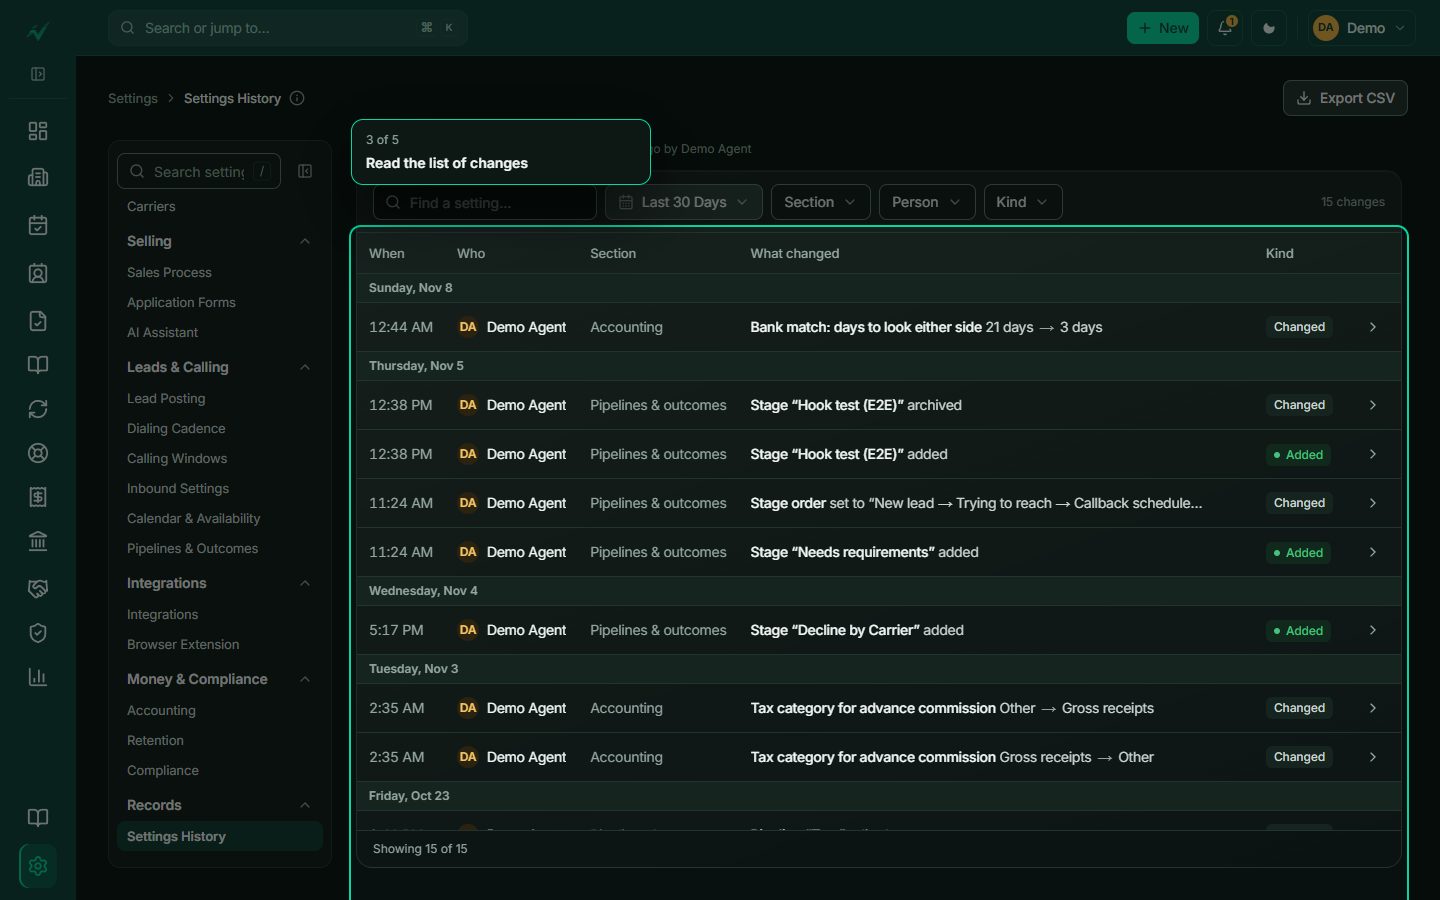 Search or jump to...
⌘ K
New
1
DA Demo
Settings > Settings History
Export CSV
3 of 5
Read the list of changes
by Demo Agent
Search setting
/
Find a setting...
Last 30 Days
Section
Person
Kind
15 changes
Carriers
Selling
Sales Process
Application Forms
AI Assistant
Leads & Calling
Lead Posting
Dialing Cadence
Calling Windows
Inbound Settings
Calendar & Availability
Pipelines & Outcomes
Integrations
Integrations
Browser Extension
Money & Compliance
Accounting
Retention
Compliance
Records
Settings History
When Who Section What changed Kind
Sunday, Nov 8
12:44 AM DA Demo Agent Accounting Bank match: days to look either side 21 days → 3 days Changed
Thursday, Nov 5
12:38 PM DA Demo Agent Pipelines & outcomes Stage “Hook test (E2E)” archived Changed
12:38 PM DA Demo Agent Pipelines & outcomes Stage “Hook test (E2E)” added Added
11:24 AM DA Demo Agent Pipelines & outcomes Stage order set to “New lead → Trying to reach → Callback schedule... Changed
11:24 AM DA Demo Agent Pipelines & outcomes Stage “Needs requirements” added Added
Wednesday, Nov 4
5:17 PM DA Demo Agent Pipelines & outcomes Stage “Decline by Carrier” added Added
Tuesday, Nov 3
2:35 AM DA Demo Agent Accounting Tax category for advance commission Other → Gross receipts Changed
2:35 AM DA Demo Agent Accounting Tax category for advance commission Gross receipts → Other Changed
Friday, Oct 23
Showing 15 of 15